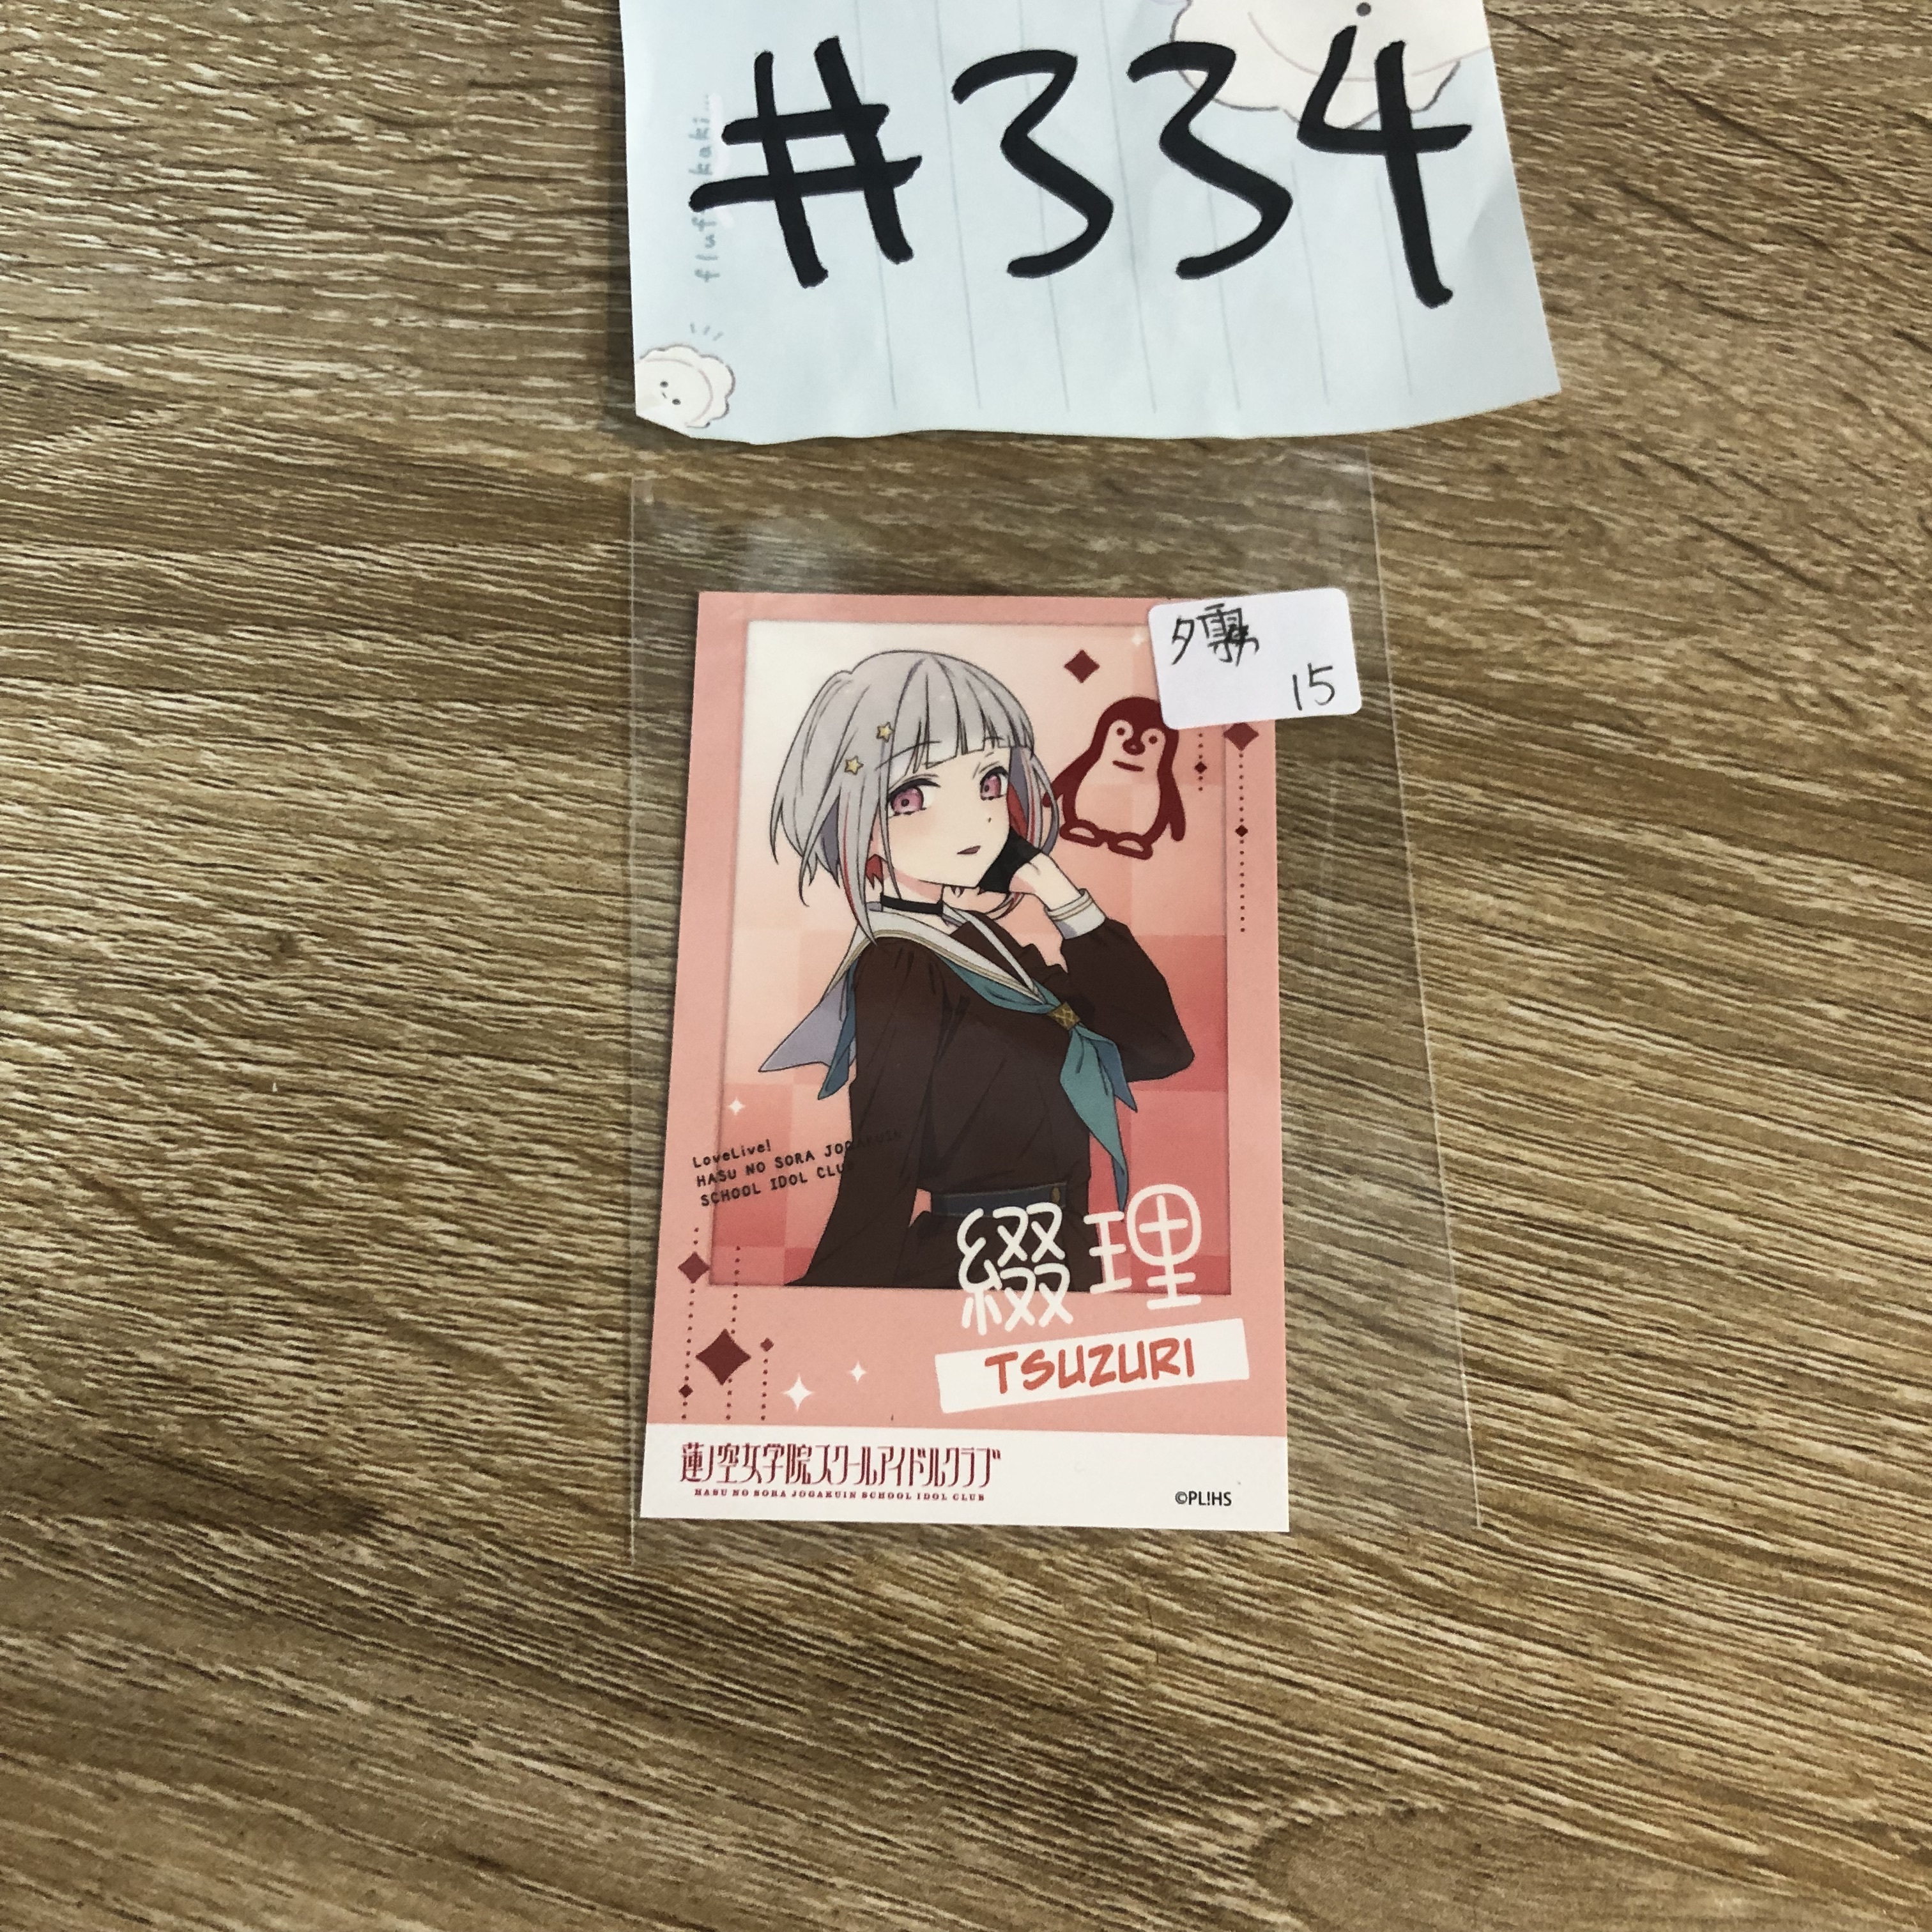 #334
fluffkaki...
夕霧
15
LoveLive!
HASU NO SORA JOGAKUIN
SCHOOL IDOL CLUB
綴理
TSUZURI
蓮ノ空女学院スクールアイドルクラブ
HASU NO SORA JOGAKUIN SCHOOL IDOL CLUB
©PL!HS